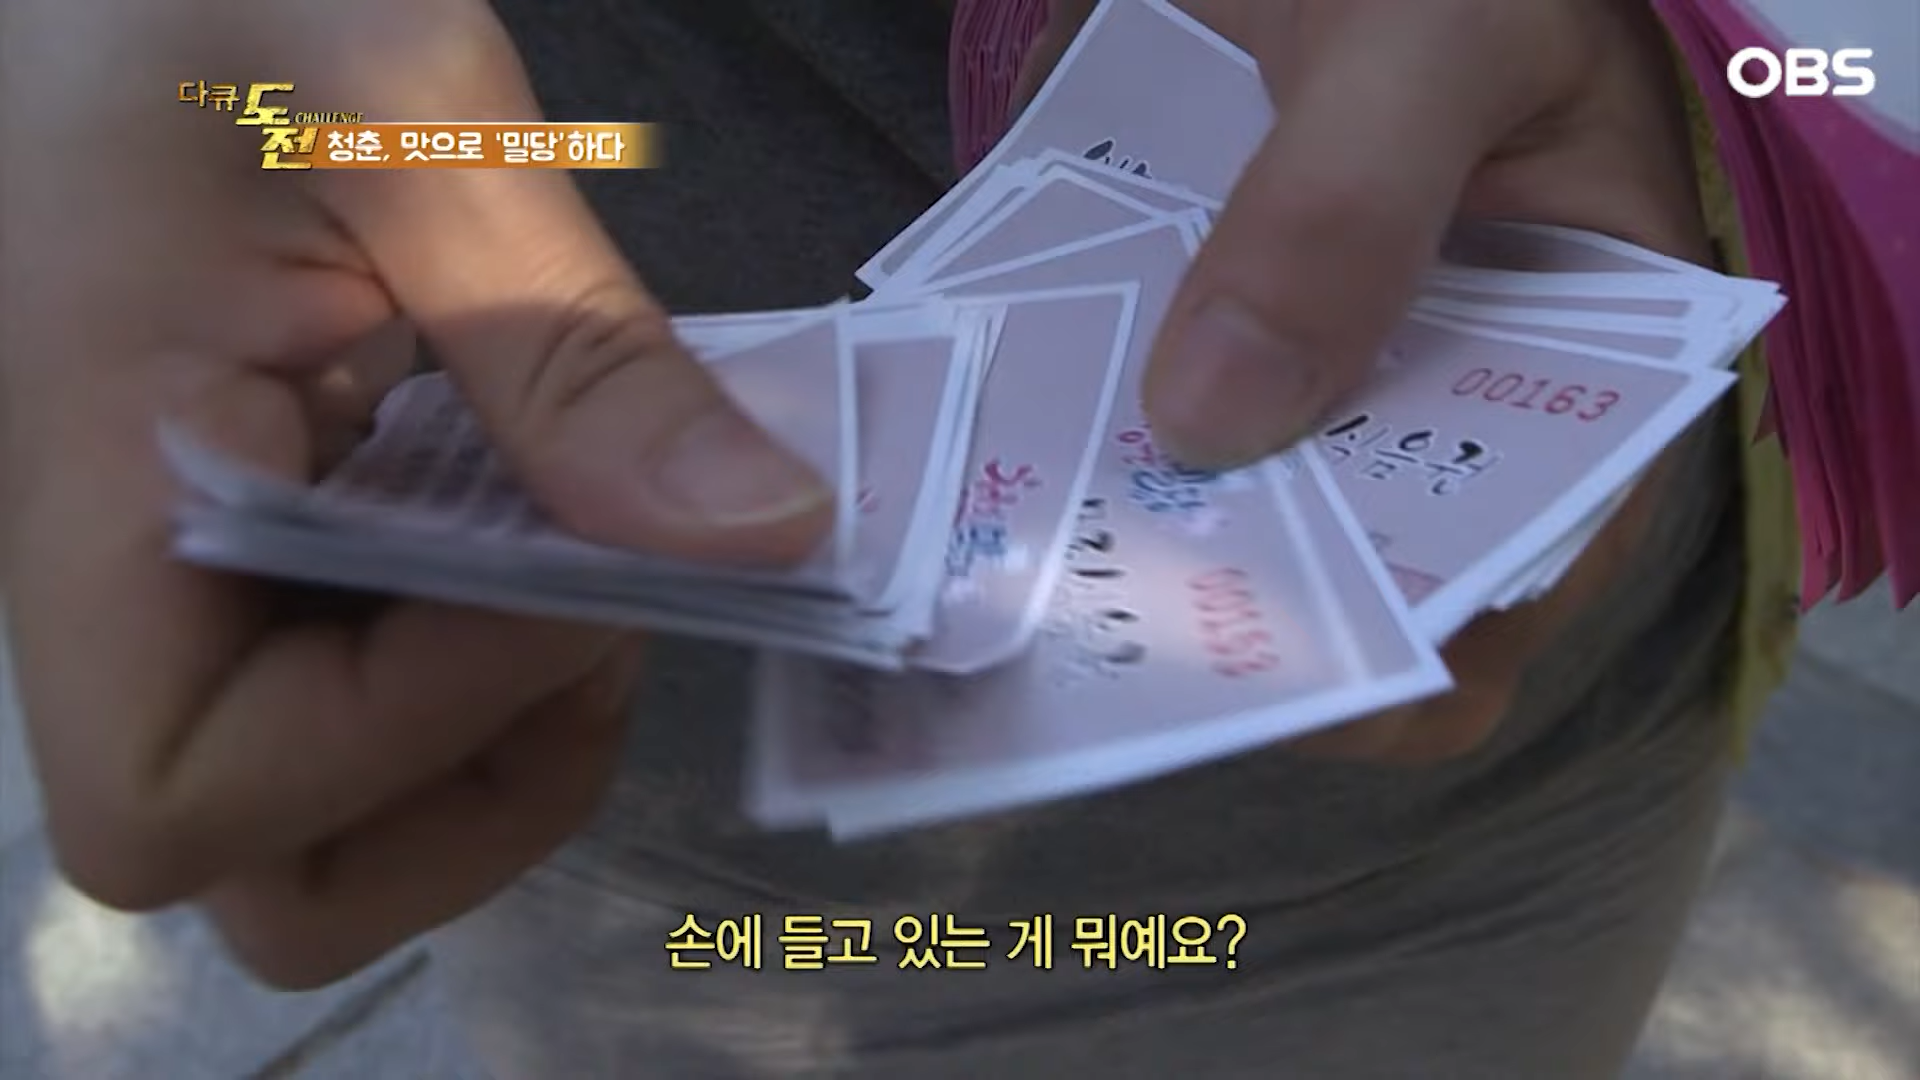 OBS
다큐 도전
CHALLENGE
청춘, 맛으로 '밀당'하다
00163
식음권
00153
손에 들고 있는 게 뭐예요?